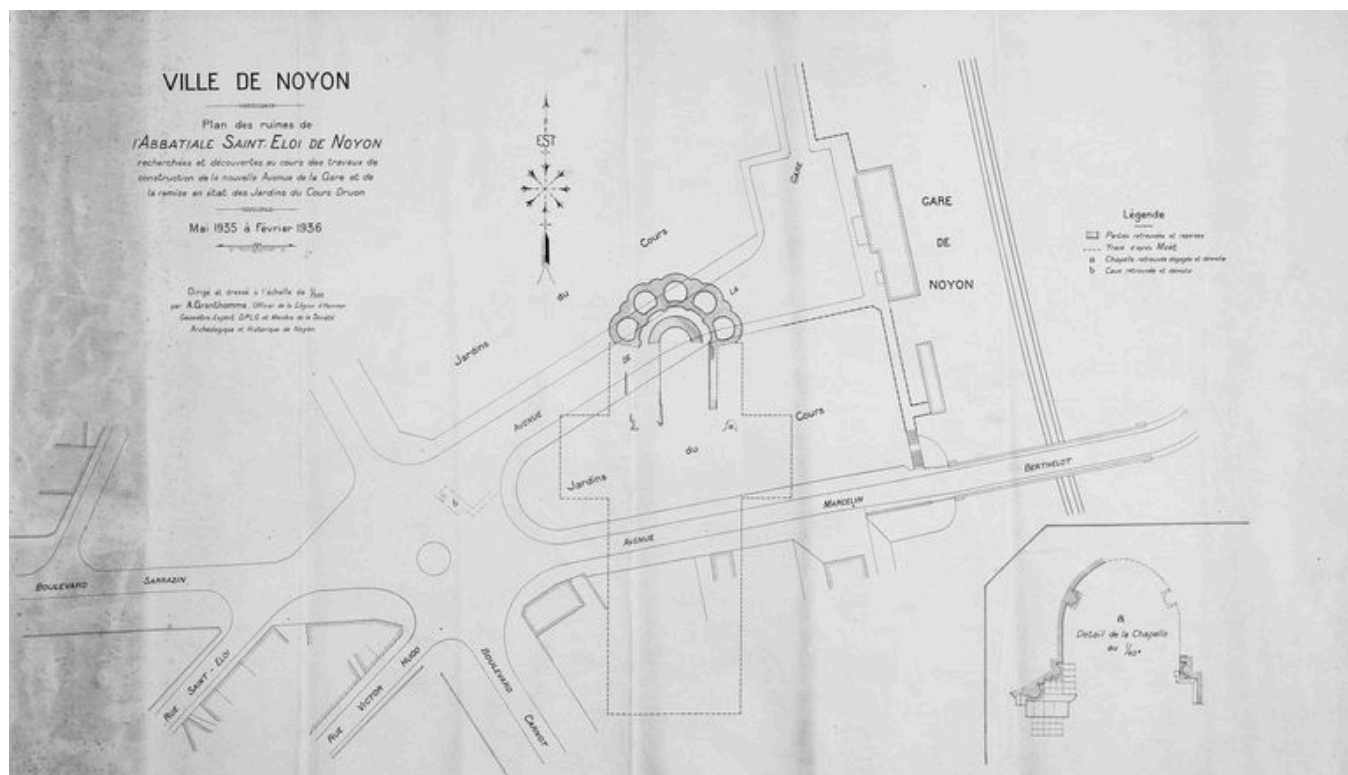 VILLE DE NOYON
Plan des ruines de
l'ABBATIALE SAINT-ELOI DE NOYON
recherchées et découvertes au cours des travaux de
construction de la nouvelle Avenue de la Gare et de
la remise en état des Jardins du Cours Druon
Mai 1935 à Février 1936
Dirigé et dressé à l'échelle de
par A. Granthomme, Officier de la Légion d'Honneur
Géomètre-Expert D.P.L.G et Membre de la Société
Archéologique et Historique de Noyon
EST
Jardins
du
Cours
AVENUE
DE
LA
GARE
GARE
DE
NOYON
Légende
Parties retrouvées et repérées
Tracé d'après Moët
a Chapelle retrouvée dégagée et démolie
b Cave retrouvée et démolie
Jardins
du
Cours
a
b
AVENUE
MARCELIN
BERTHELOT
BOULEVARD
SARRAZIN
RUE SAINT-ELOI
RUE VICTOR HUGO
BOULEVARD
CARNOT
a
Détail de la Chapelle
au